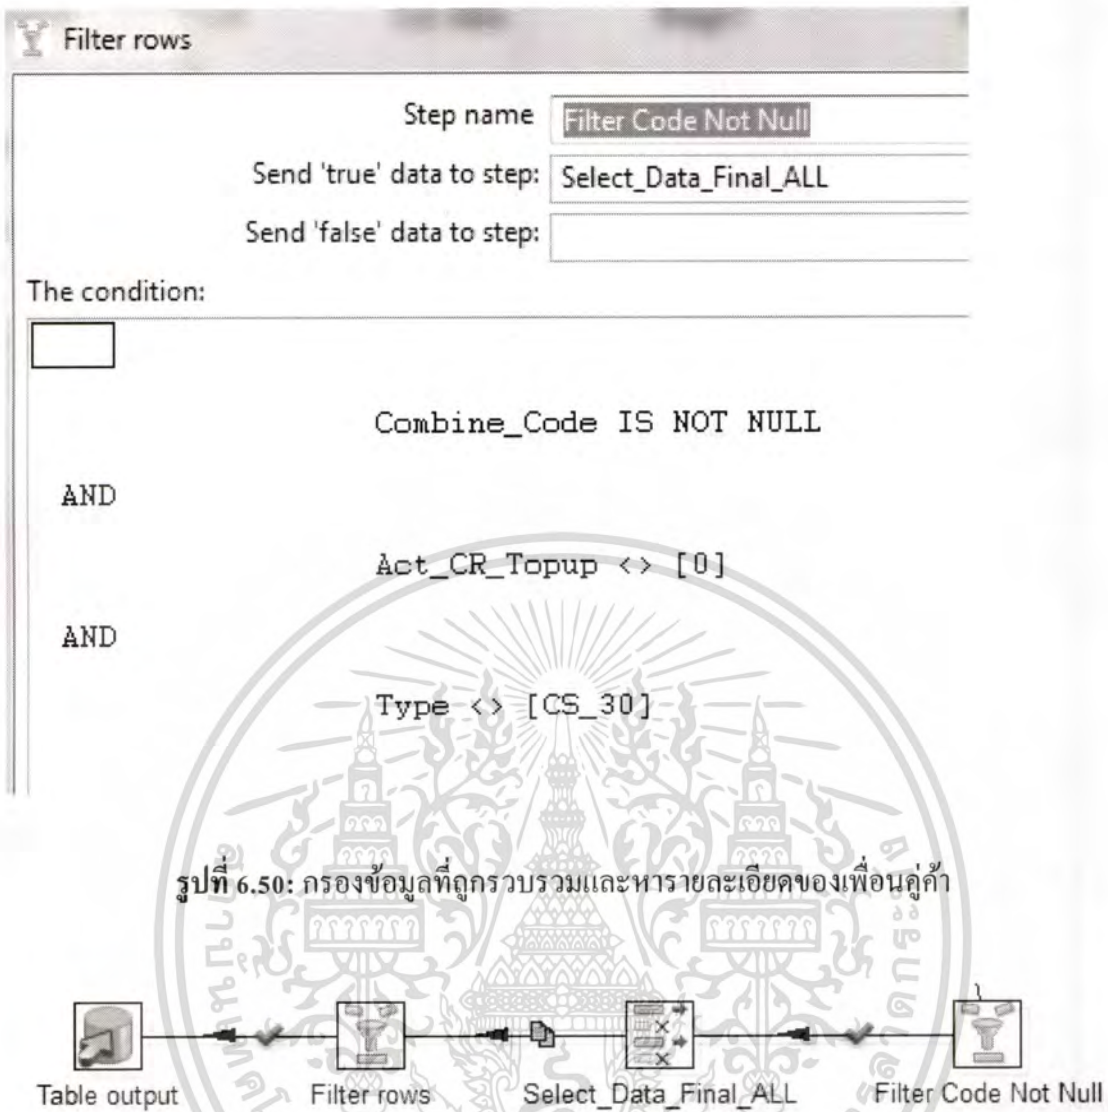 Filter rows
Step name Filter Code Not Null
Send 'true' data to step: Select_Data_Final_ALL
Send 'false' data to step:
The condition:
Combine_Code IS NOT NULL
AND
Act_CR_Topup <> [0]
AND
Type <> [CS_30]
รูปที่ 6.50: กรองข้อมูลที่ถูกรวบรวมและหารายละเอียดของเพื่อนคู่ค้า
Table output Filter rows Select_Data_Final_ALL Filter Code Not Null